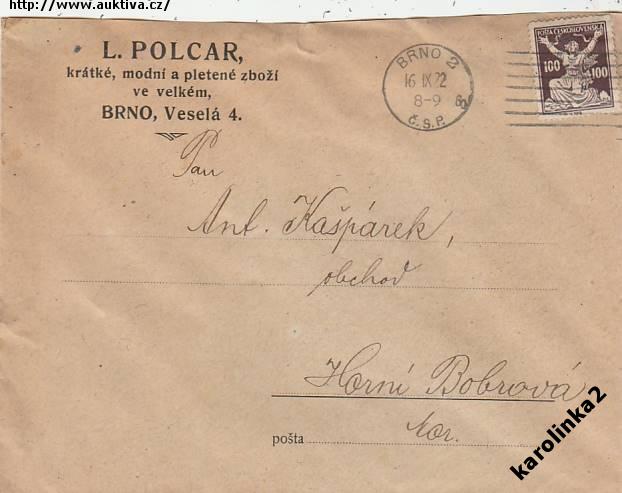 http://www.auktiva.cz/
L. POLCAR,
krátké, modní a pletené zboží
ve velkém,
BRNO, Veselá 4.
BRNO 2
16 IX 22
8-9
Č.S.P.
POŠTA ČESKOSLOVENSKÁ
100 100
Pan
Ant. Kašpárek,
obchod
Horní Bobrová
pošta
Mor.
karolinka2